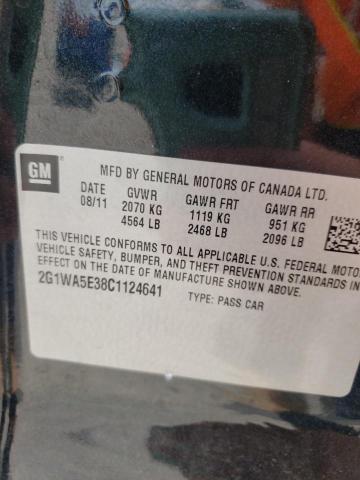 GM
MFD BY GENERAL MOTORS OF CANADA LTD.
DATE GVWR GAWR FRT GAWR RR
08/11 2070 KG 1119 KG 951 KG
4564 LB 2468 LB 2096 LB
THIS VEHICLE CONFORMS TO ALL APPLICABLE U.S. FEDERAL MOTO
VEHICLE SAFETY, BUMPER, AND THEFT PREVENTION STANDARDS IN
EFFECT ON THE DATE OF MANUFACTURE SHOWN ABOVE.
2G1WA5E38C1124641 TYPE: PASS CAR